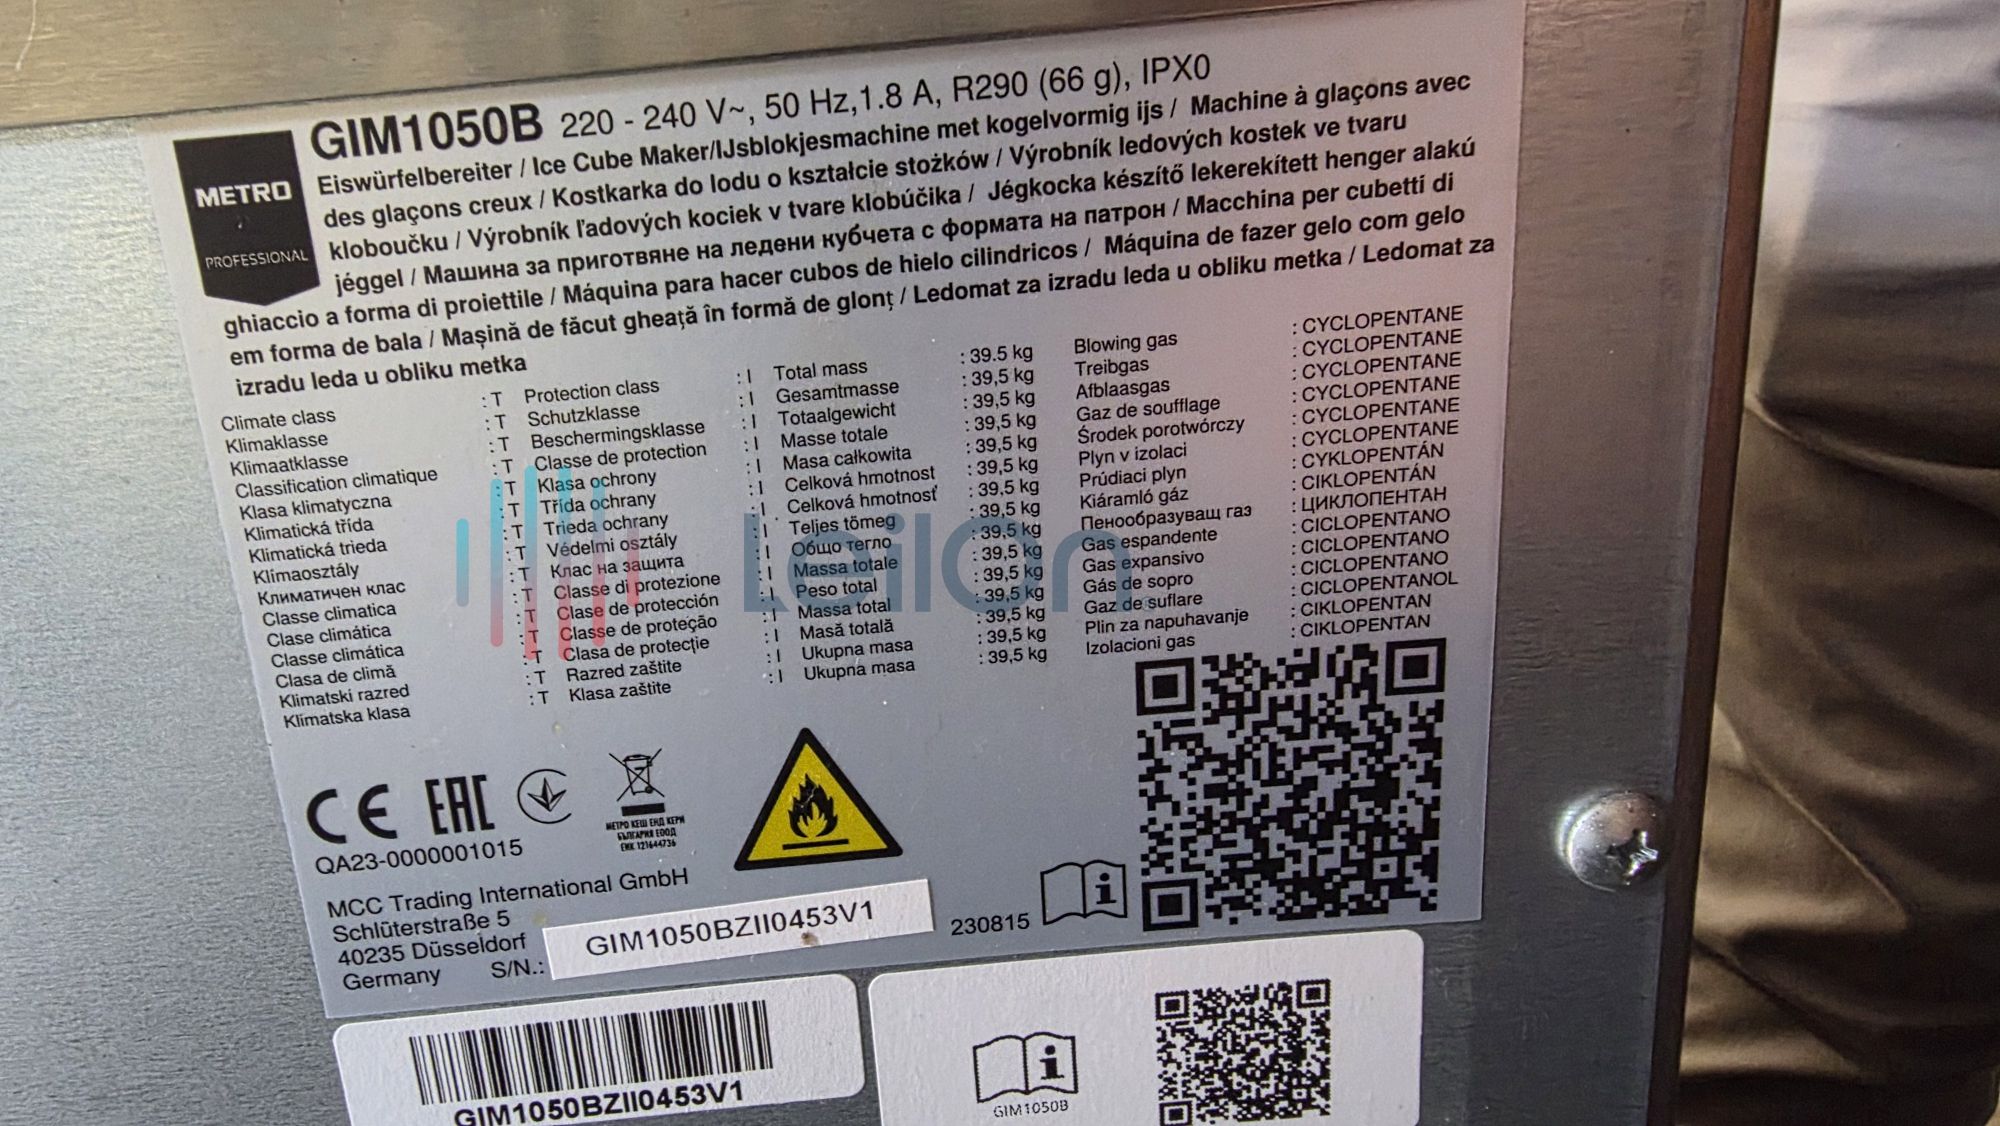 METRO
PROFESSIONAL
GIM1050B 220 - 240 V~, 50 Hz,1.8 A, R290 (66 g), IPX0
Eiswürfelbereiter / Ice Cube Maker/IJsblokjesmachine met kogelvormig ijs / Machine à glaçons avec
des glaçons creux / Kostkarka do lodu o kształcie stożków / Výrobník ledových kostek ve tvaru
kloboučku / Výrobník ľadových kociek v tvare klobúčika / Jégkocka készítő lekerekített henger alakú
jéggel / Машина за приготвяне на ледени кубчета с формата на патрон / Macchina per cubetti di
ghiaccio a forma di proiettile / Máquina para hacer cubos de hielo cilindricos / Máquina de fazer gelo com gelo
em forma de bala / Mașină de făcut gheață în formă de glonț / Ledomat za izradu leda u obliku metka / Ledomat za
izradu leda u obliku metka
Climate class : T Protection class : I Total mass : 39.5 kg Blowing gas : CYCLOPENTANE
Klimaklasse : T Schutzklasse : I Gesamtmasse : 39,5 kg Treibgas : CYCLOPENTANE
Klimaatklasse : T Beschermingsklasse : I Totaalgewicht : 39,5 kg Afblaasgas : CYCLOPENTANE
Classification climatique : T Classe de protection : I Masse totale : 39,5 kg Gaz de soufflage : CYCLOPENTANE
Klasa klimatyczna : T Klasa ochrony : I Masa całkowita : 39,5 kg Środek porotwórczy : CYCLOPENTANE
Klimatická třída : T Třída ochrany : I Celková hmotnost : 39,5 kg Plyn v izolaci : CYCLOPENTANE
Klimatická trieda : T Trieda ochrany : I Celková hmotnosť : 39,5 kg Prúdiaci plyn : CYKLOPENTÁN
Klímaosztály : T Védelmi osztály : I Teljes tömeg : 39,5 kg Kiáramló gáz : CIKLOPENTÁN
Климатичен клас : T Клас на защита : I Общо тегло : 39,5 kg Пенообразуващ газ : ЦИКЛОПЕНТАН
Classe climatica : T Classe di protezione : I Massa totale : 39,5 kg Gas espandente : CICLOPENTANO
Clase climática : T Clase de protección : I Peso total : 39,5 kg Gas expansivo : CICLOPENTANO
Classe climática : T Classe de proteção : I Massa total : 39,5 kg Gás de sopro : CICLOPENTANO
Clasa de climă : T Clasa de protecție : I Masă totală : 39,5 kg Gaz de suflare : CICLOPENTANOL
Klimatski razred : T Razred zaštite : I Ukupna masa : 39,5 kg Plin za napuhavanje : CIKLOPENTAN
Klimatska klasa : T Klasa zaštite : I Ukupna masa : 39,5 kg Izolacioni gas : CIKLOPENTAN
Leilon
CE EAC
МЕТРО КЕШ ЕНД КЕРИ
БЪЛГАРИЯ ЕООД
ЕИК 121644736
QA23-0000001015
MCC Trading International GmbH
Schlüterstraße 5
40235 Düsseldorf
Germany S/N.: GIM1050BZII0453V1
230815
GIM1050BZII0453V1
GIM1050B